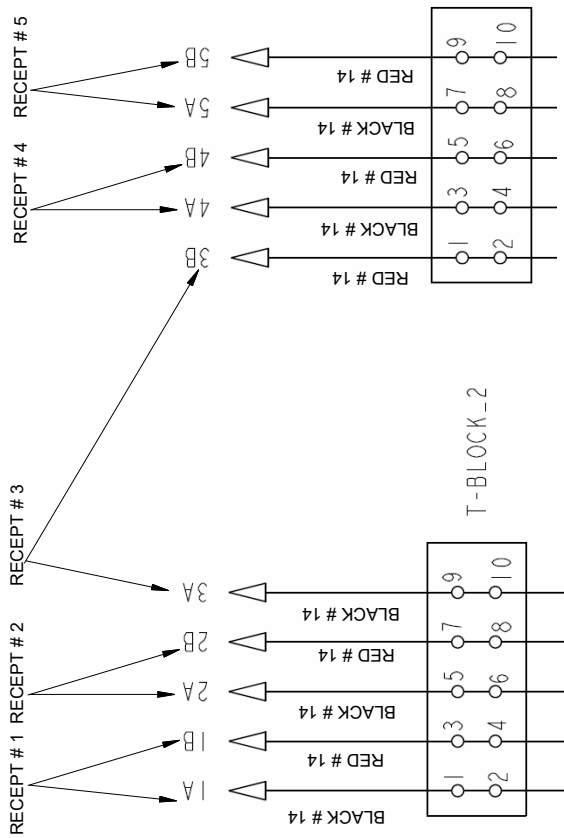 RECEPT # 5
5B
RED # 14
9
10
5A
BLACK # 14
7
8
RECEPT # 4
4B
RED # 14
5
6
4A
BLACK # 14
3
4
3B
RED # 14
1
2
T-BLOCK_2
RECEPT # 3
3A
BLACK # 14
9
10
RECEPT # 2
2B
RED # 14
7
8
2A
BLACK # 14
5
6
RECEPT # 1
1B
RED # 14
3
4
1A
BLACK # 14
1
2